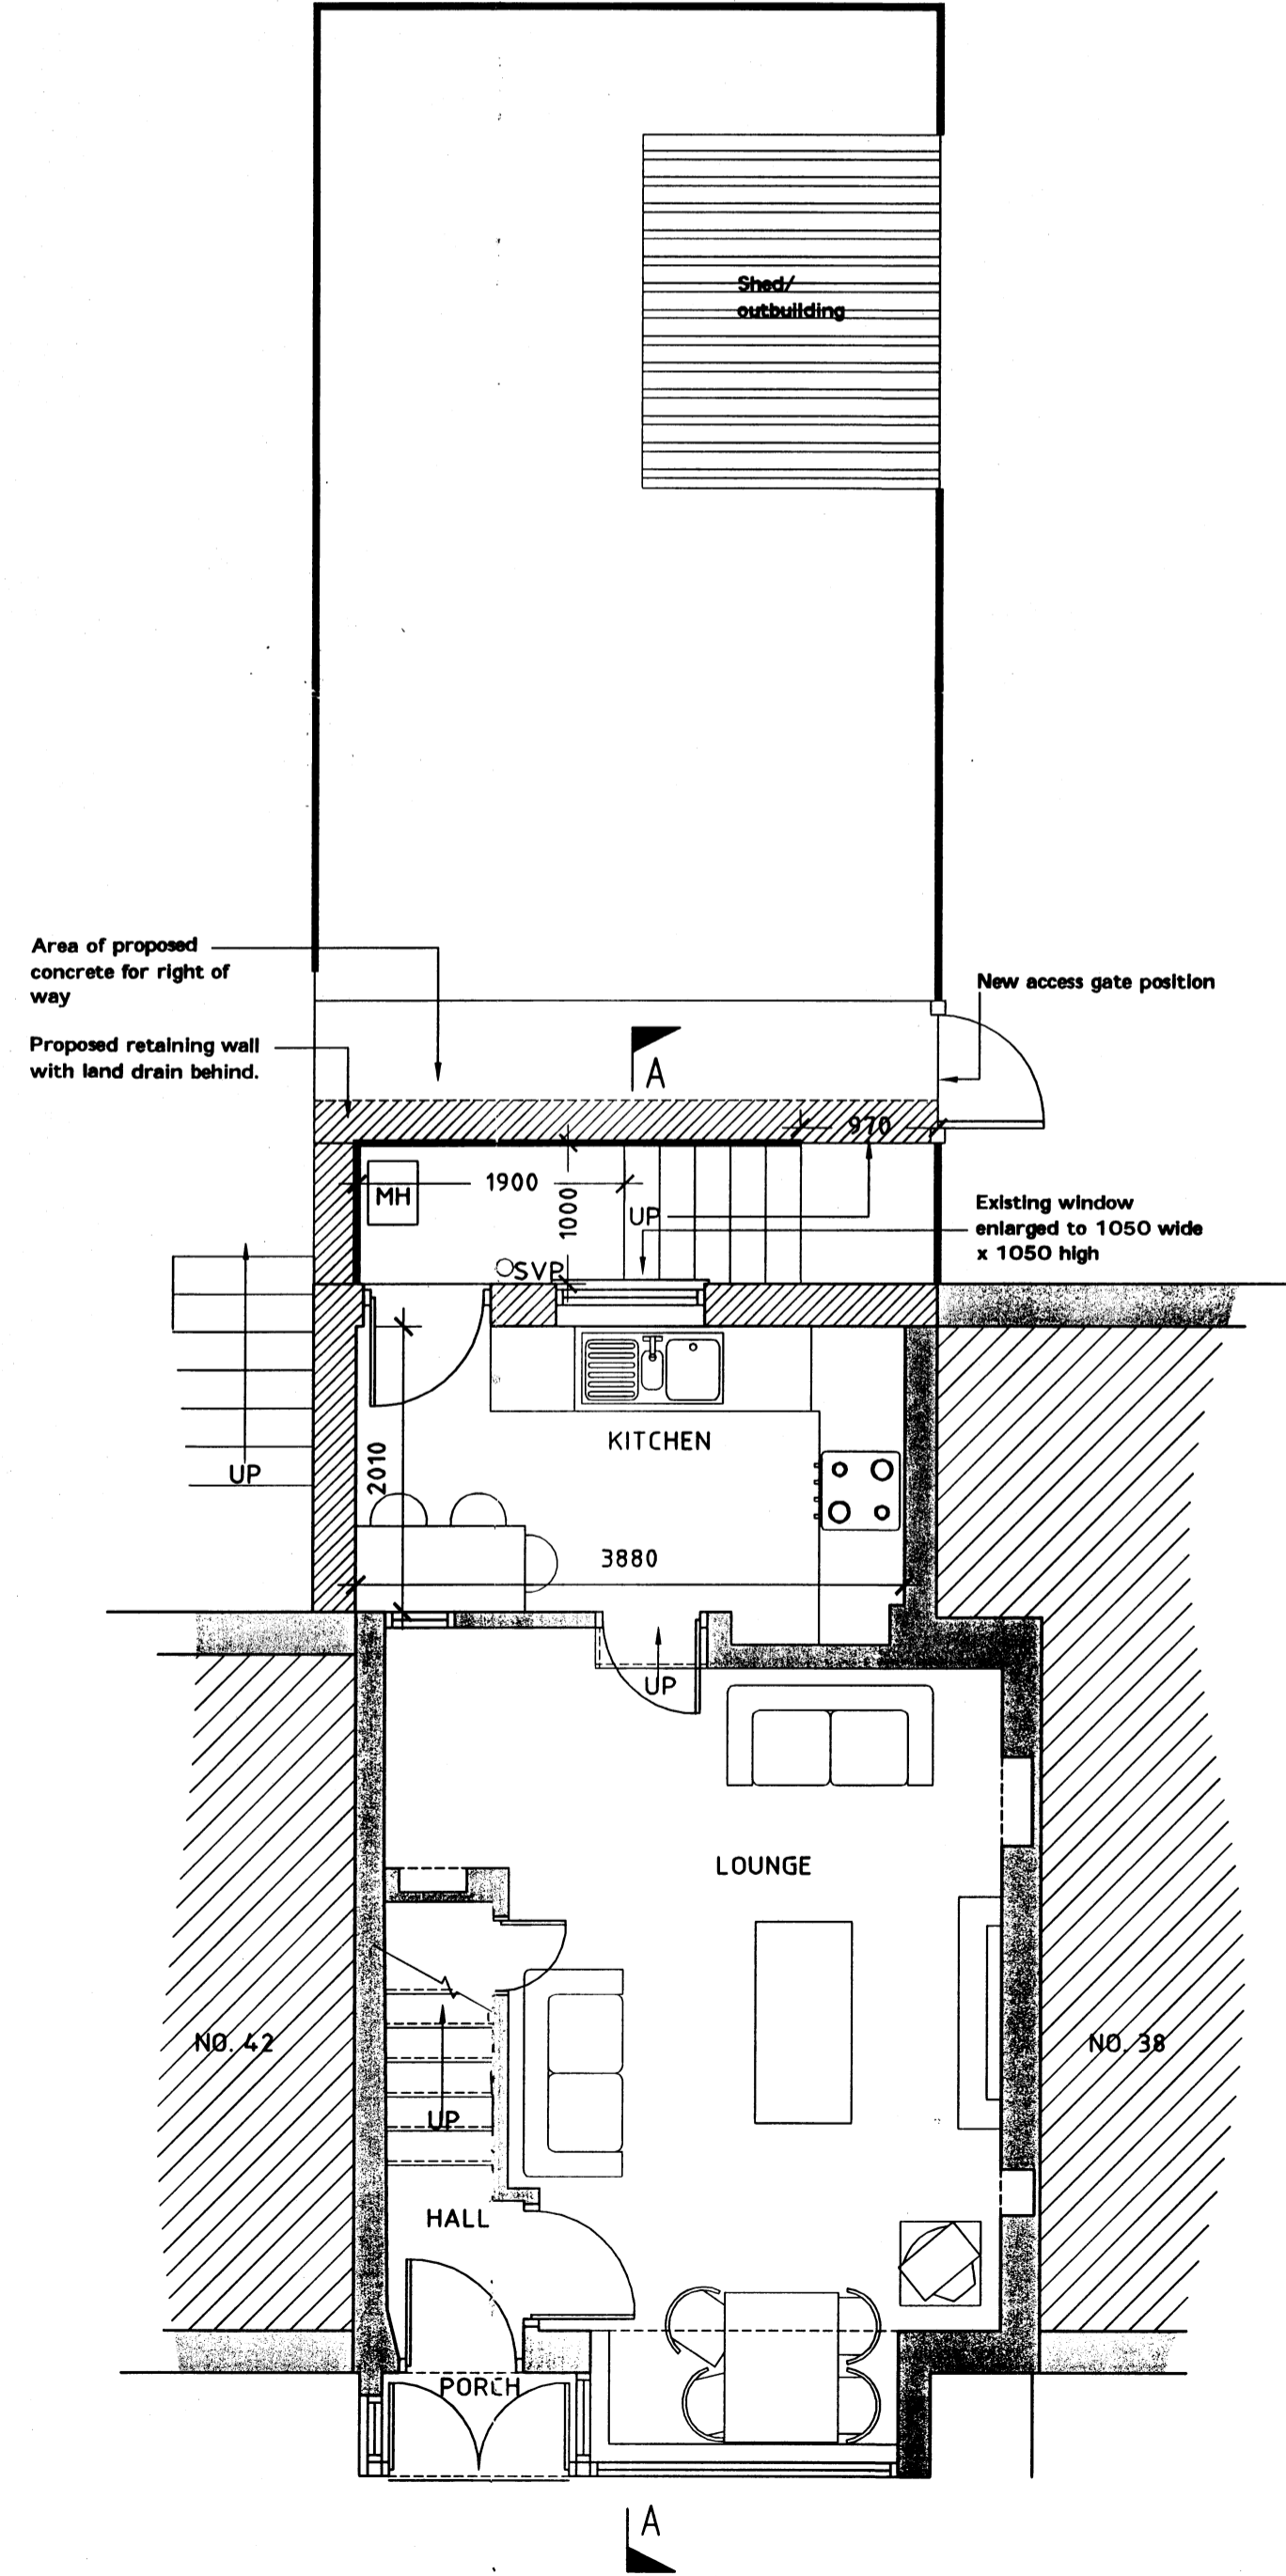 Shed/
outbuilding
Area of proposed
concrete for right of
way
New access gate position
Proposed retaining wall
with land drain behind.
A
970
1900
MH
1000
UP
Existing window
enlarged to 1050 wide
x 1050 high
SVP
KITCHEN
2010
UP
3880
UP
LOUNGE
NO. 42
NO. 38
UP
HALL
PORCH
A